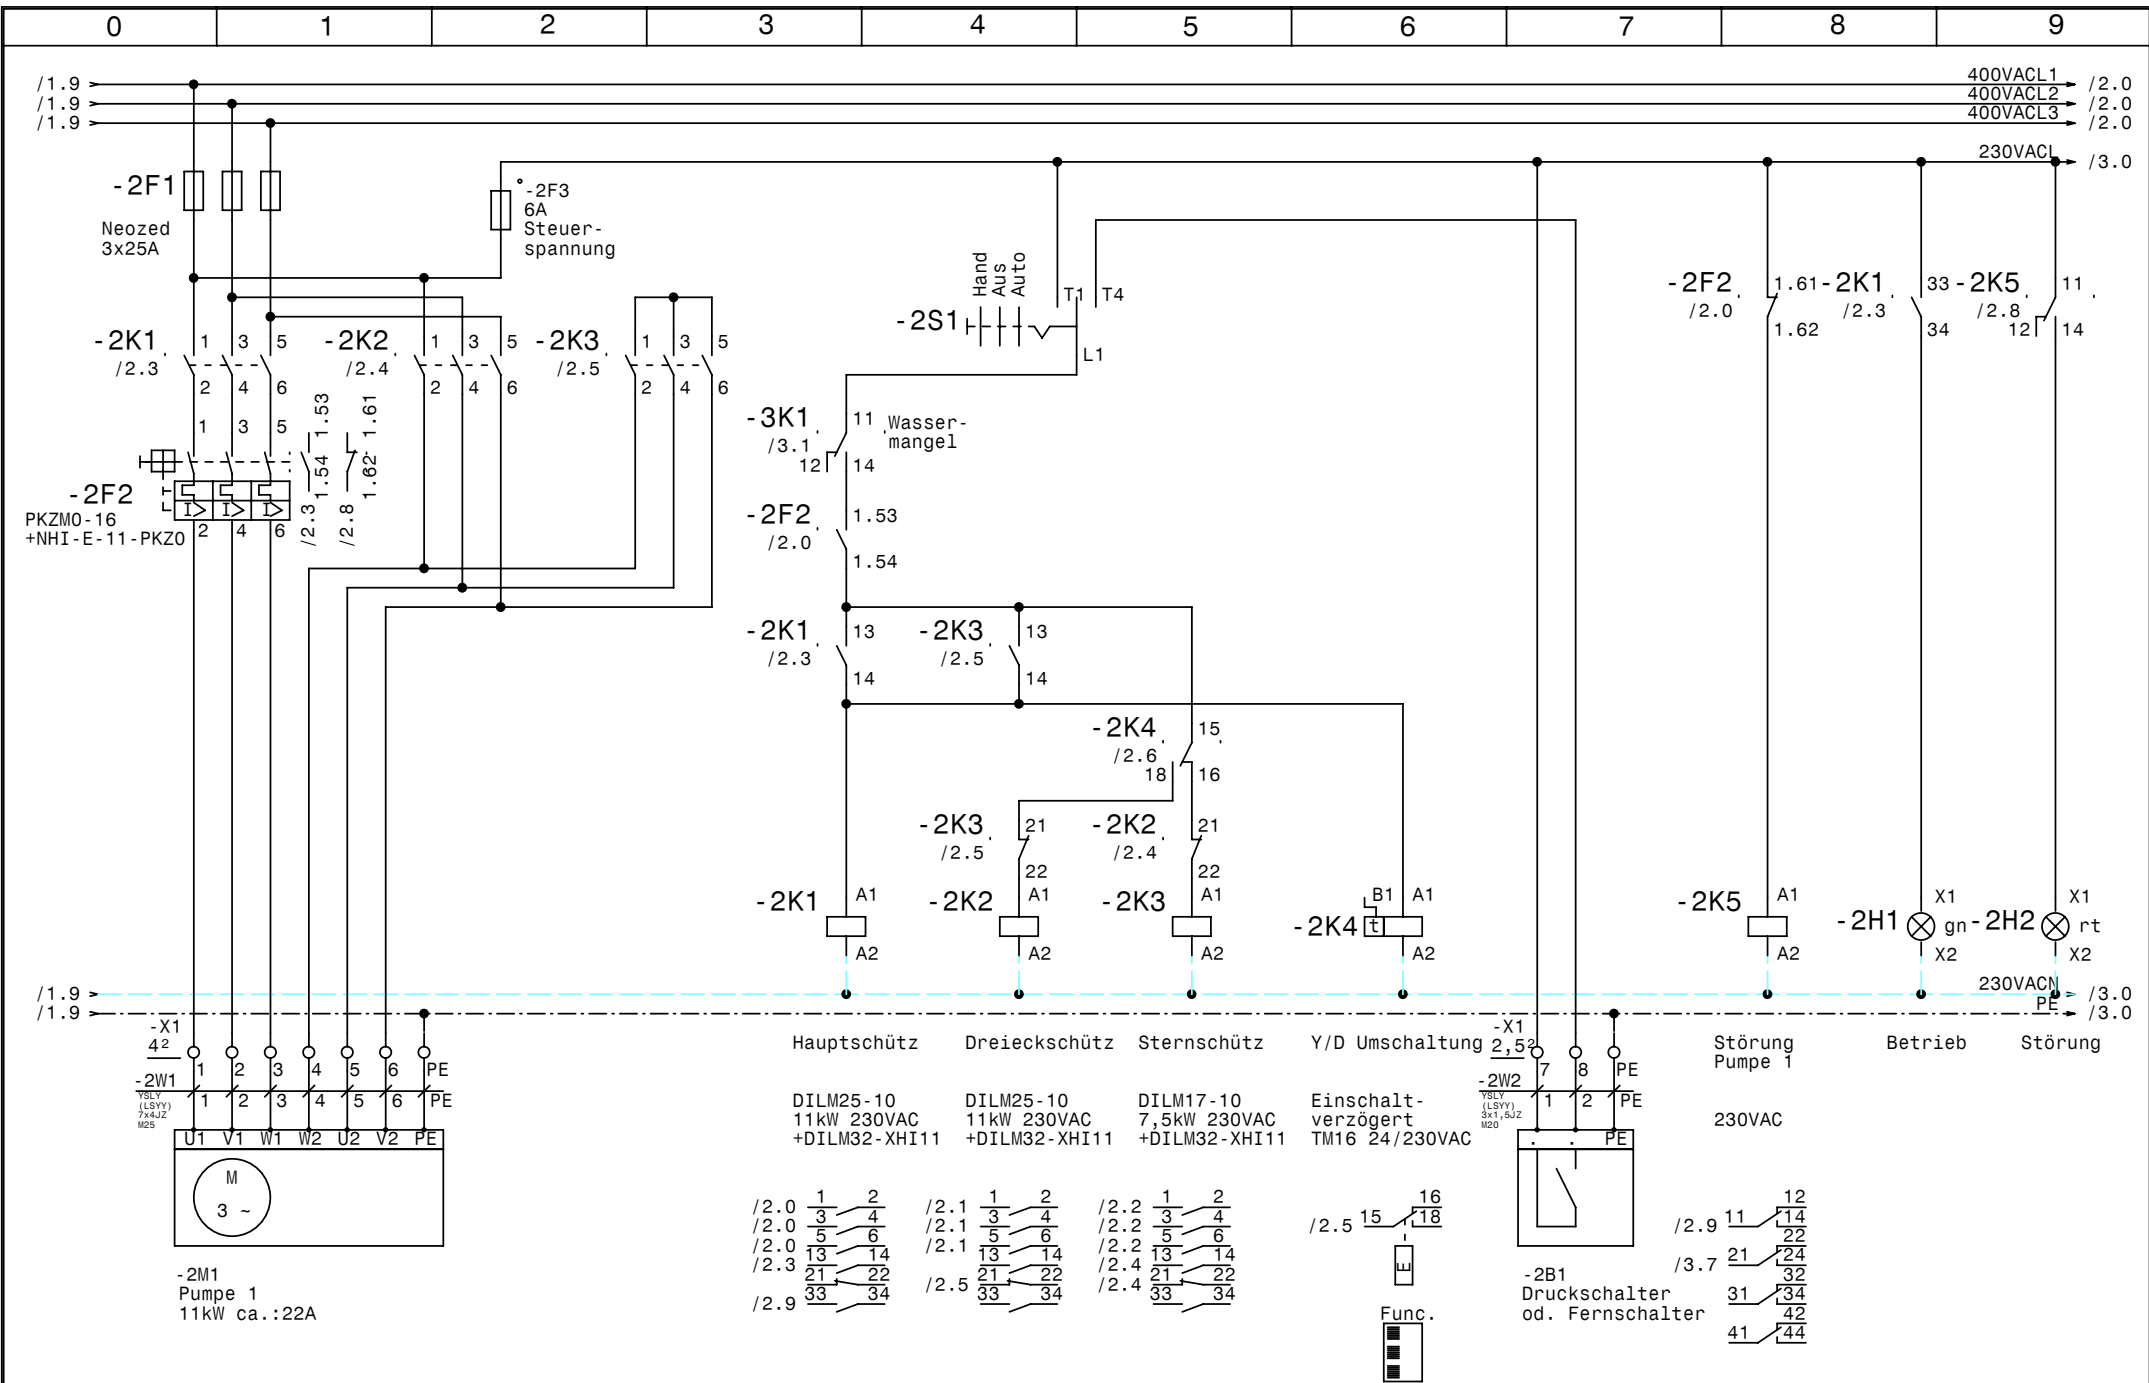 0 1 2 3 4 5 6 7 8 9
/1.9 400VACL1 /2.0
/1.9 400VACL2 /2.0
/1.9 400VACL3 /2.0
230VACL /3.0
-2F1
Neozed
3x25A
-2F3
6A
Steuer-
spannung
Hand
Aus
Auto
T1 T4
-2S1
L1
-2F2
/2.0
1.61
1.62
-2K1
/2.3
33
34
-2K5
/2.8
11
12 14
-2K1
/2.3
1 3 5
2 4 6
-2K2
/2.4
1 3 5
2 4 6
-2K3
/2.5
1 3 5
2 4 6
1 3 5
-2F2
PKZM0-16
+NHI-E-11-PKZ0
I> I> I>
2 4 6
/2.3 1.54 1.53
/2.8 1.62 1.61
-3K1
/3.1
11
12 14
Wasser-
mangel
-2F2
/2.0
1.53
1.54
-2K1
/2.3
13
14
-2K3
/2.5
13
14
-2K4
/2.6
15
18 16
-2K3
/2.5
21
22
-2K2
/2.4
21
22
-2K1 A1
A2
-2K2 A1
A2
-2K3 A1
A2
-2K4 B1 A1
t
A2
-2K5 A1
A2
-2H1 X1
gn
X2
-2H2 X1
rt
X2
/1.9 230VACN /3.0
/1.9 PE /3.0
-X1
4²
1 2 3 4 5 6 PE
-2W1
YSLY
(LSYY)
7x4JZ
M25
1 2 3 4 5 6 PE
U1 V1 W1 W2 U2 V2 PE
M
3 ~
-2M1
Pumpe 1
11kW ca.:22A
Hauptschütz
DILM25-10
11kW 230VAC
+DILM32-XHI11
Dreieckschütz
DILM25-10
11kW 230VAC
+DILM32-XHI11
Sternschütz
DILM17-10
7,5kW 230VAC
+DILM32-XHI11
Y/D Umschaltung
Einschalt-
verzögert
TM16 24/230VAC
-X1
2,5²
7 8 PE
-2W2
YSLY
(LSYY)
3x1,5JZ
M20
1 2 PE
. . PE
-2B1
Druckschalter
od. Fernschalter
Störung
Pumpe 1
230VAC
Betrieb
Störung
/2.0 1 2
/2.0 3 4
/2.0 5 6
/2.3 13 14
21 22
/2.9 33 34
/2.1 1 2
/2.1 3 4
/2.1 5 6
13 14
/2.5 21 22
33 34
/2.2 1 2
/2.2 3 4
/2.2 5 6
/2.4 13 14
/2.4 21 22
33 34
16
/2.5 15 18
E
Func.
12
/2.9 11 14
22
/3.7 21 24
32
31 34
42
41 44